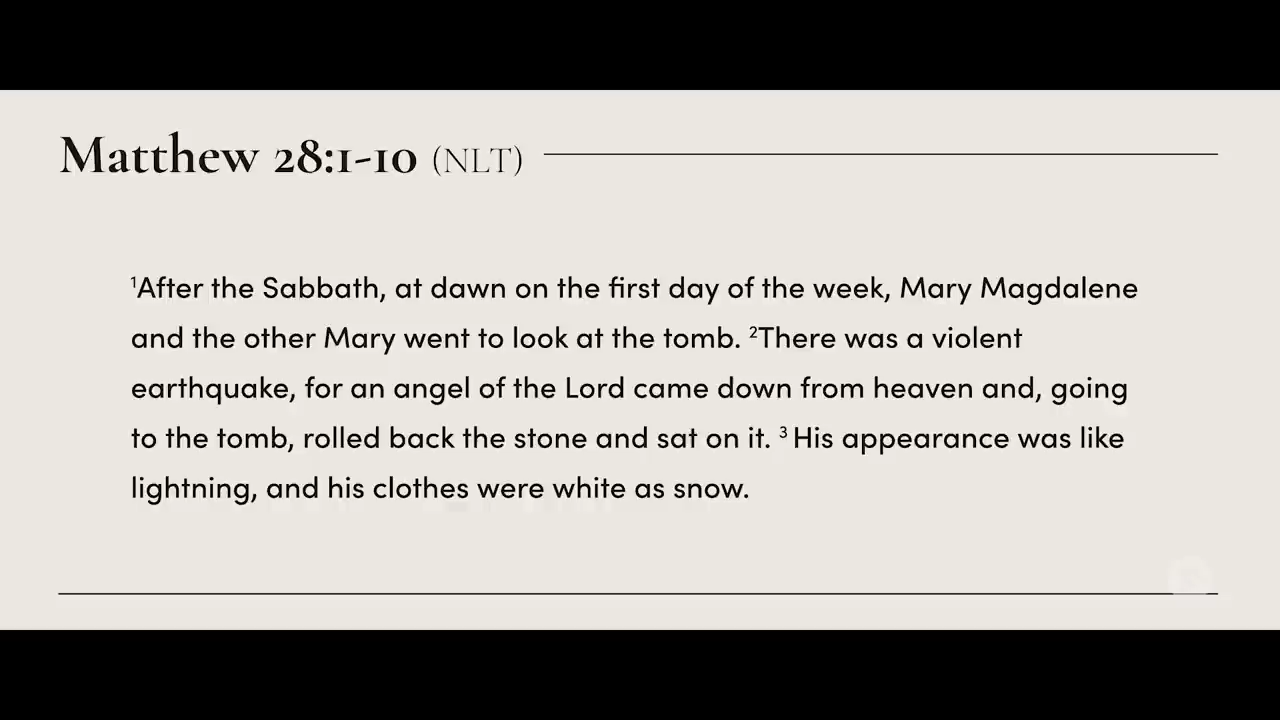 Matthew 28:1-10 (NLT)
¹After the Sabbath, at dawn on the first day of the week, Mary Magdalene
and the other Mary went to look at the tomb. ²There was a violent
earthquake, for an angel of the Lord came down from heaven and, going
to the tomb, rolled back the stone and sat on it. ³ His appearance was like
lightning, and his clothes were white as snow.